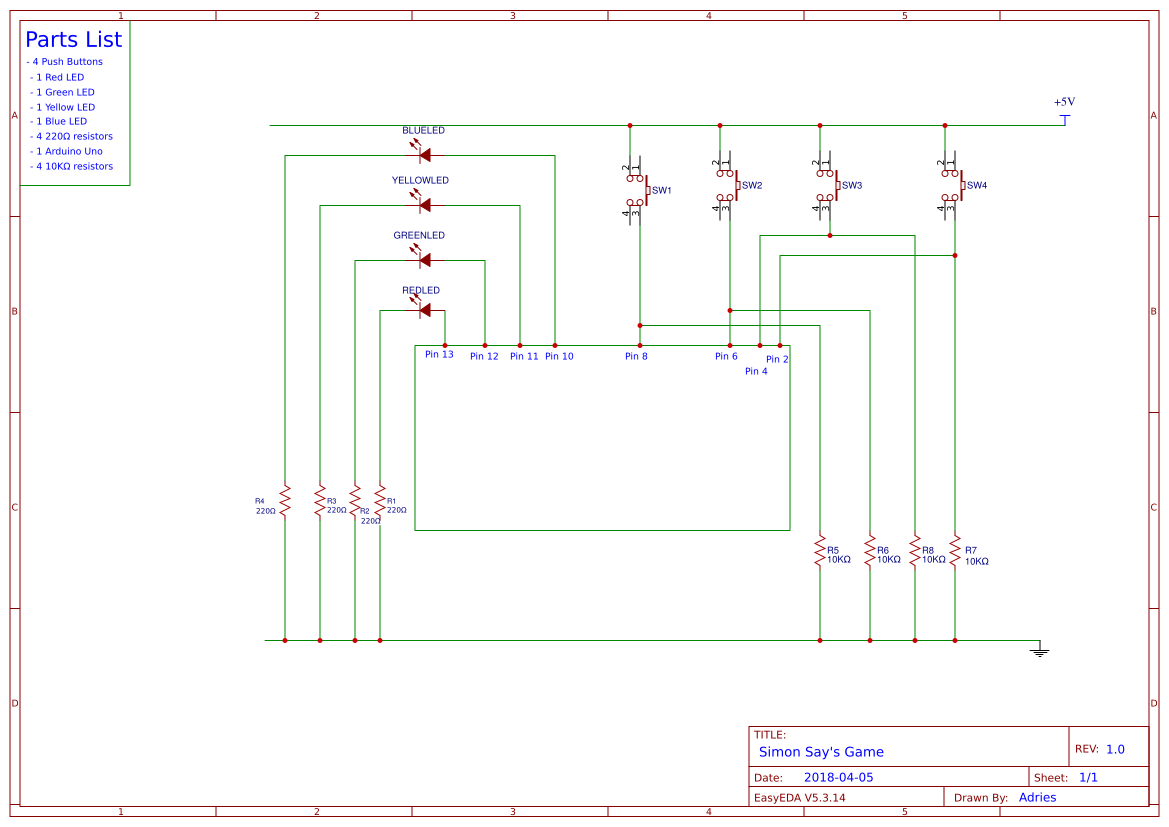 1 2 3 4 5
Parts List
- 4 Push Buttons
- 1 Red LED
- 1 Green LED
- 1 Yellow LED
- 1 Blue LED
- 4 220Ω resistors
- 1 Arduino Uno
- 4 10KΩ resistors
A A
+5V
BLUELED
YELLOWLED
GREENLED
REDLED
2 1 SW1 4 3
2 1 SW2 4 3
2 1 SW3 4 3
2 1 SW4 4 3
B B
Pin 13 Pin 12 Pin 11 Pin 10 Pin 8 Pin 6 Pin 2
Pin 4
C C
R4
220Ω
R3
220Ω
R2
220Ω
R1
220Ω
R5
10KΩ
R6
10KΩ
R8
10KΩ
R7
10KΩ
D D
TITLE:
Simon Say's Game
REV: 1.0
Date: 2018-04-05
Sheet: 1/1
EasyEDA V5.3.14
Drawn By: Adries
1 2 3 4 5